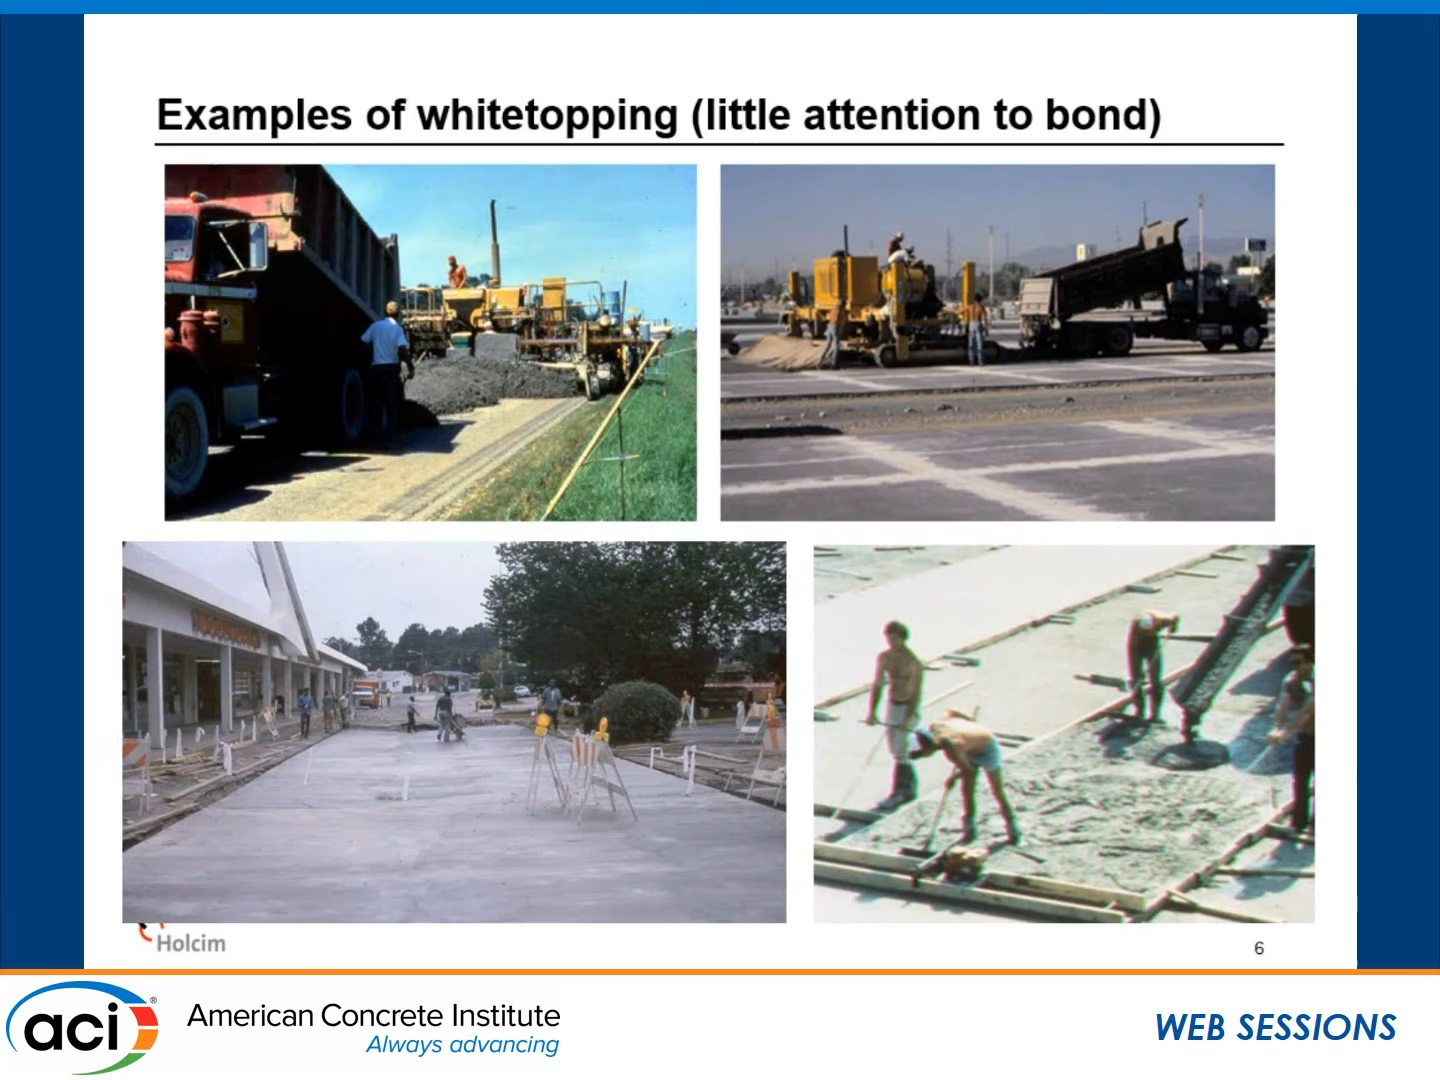 Examples of whitetopping (little attention to bond)
Holcim
6
aci®
American Concrete Institute
Always advancing
WEB SESSIONS